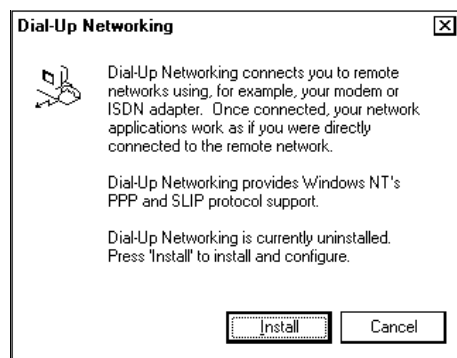 Dial-Up Networking
Dial-Up Networking connects you to remote
networks using, for example, your modem or
ISDN adapter. Once connected, your network
applications work as if you were directly
connected to the remote network.
Dial-Up Networking provides Windows NT's
PPP and SLIP protocol support.
Dial-Up Networking is currently uninstalled.
Press 'Install' to install and configure.
Install
Cancel